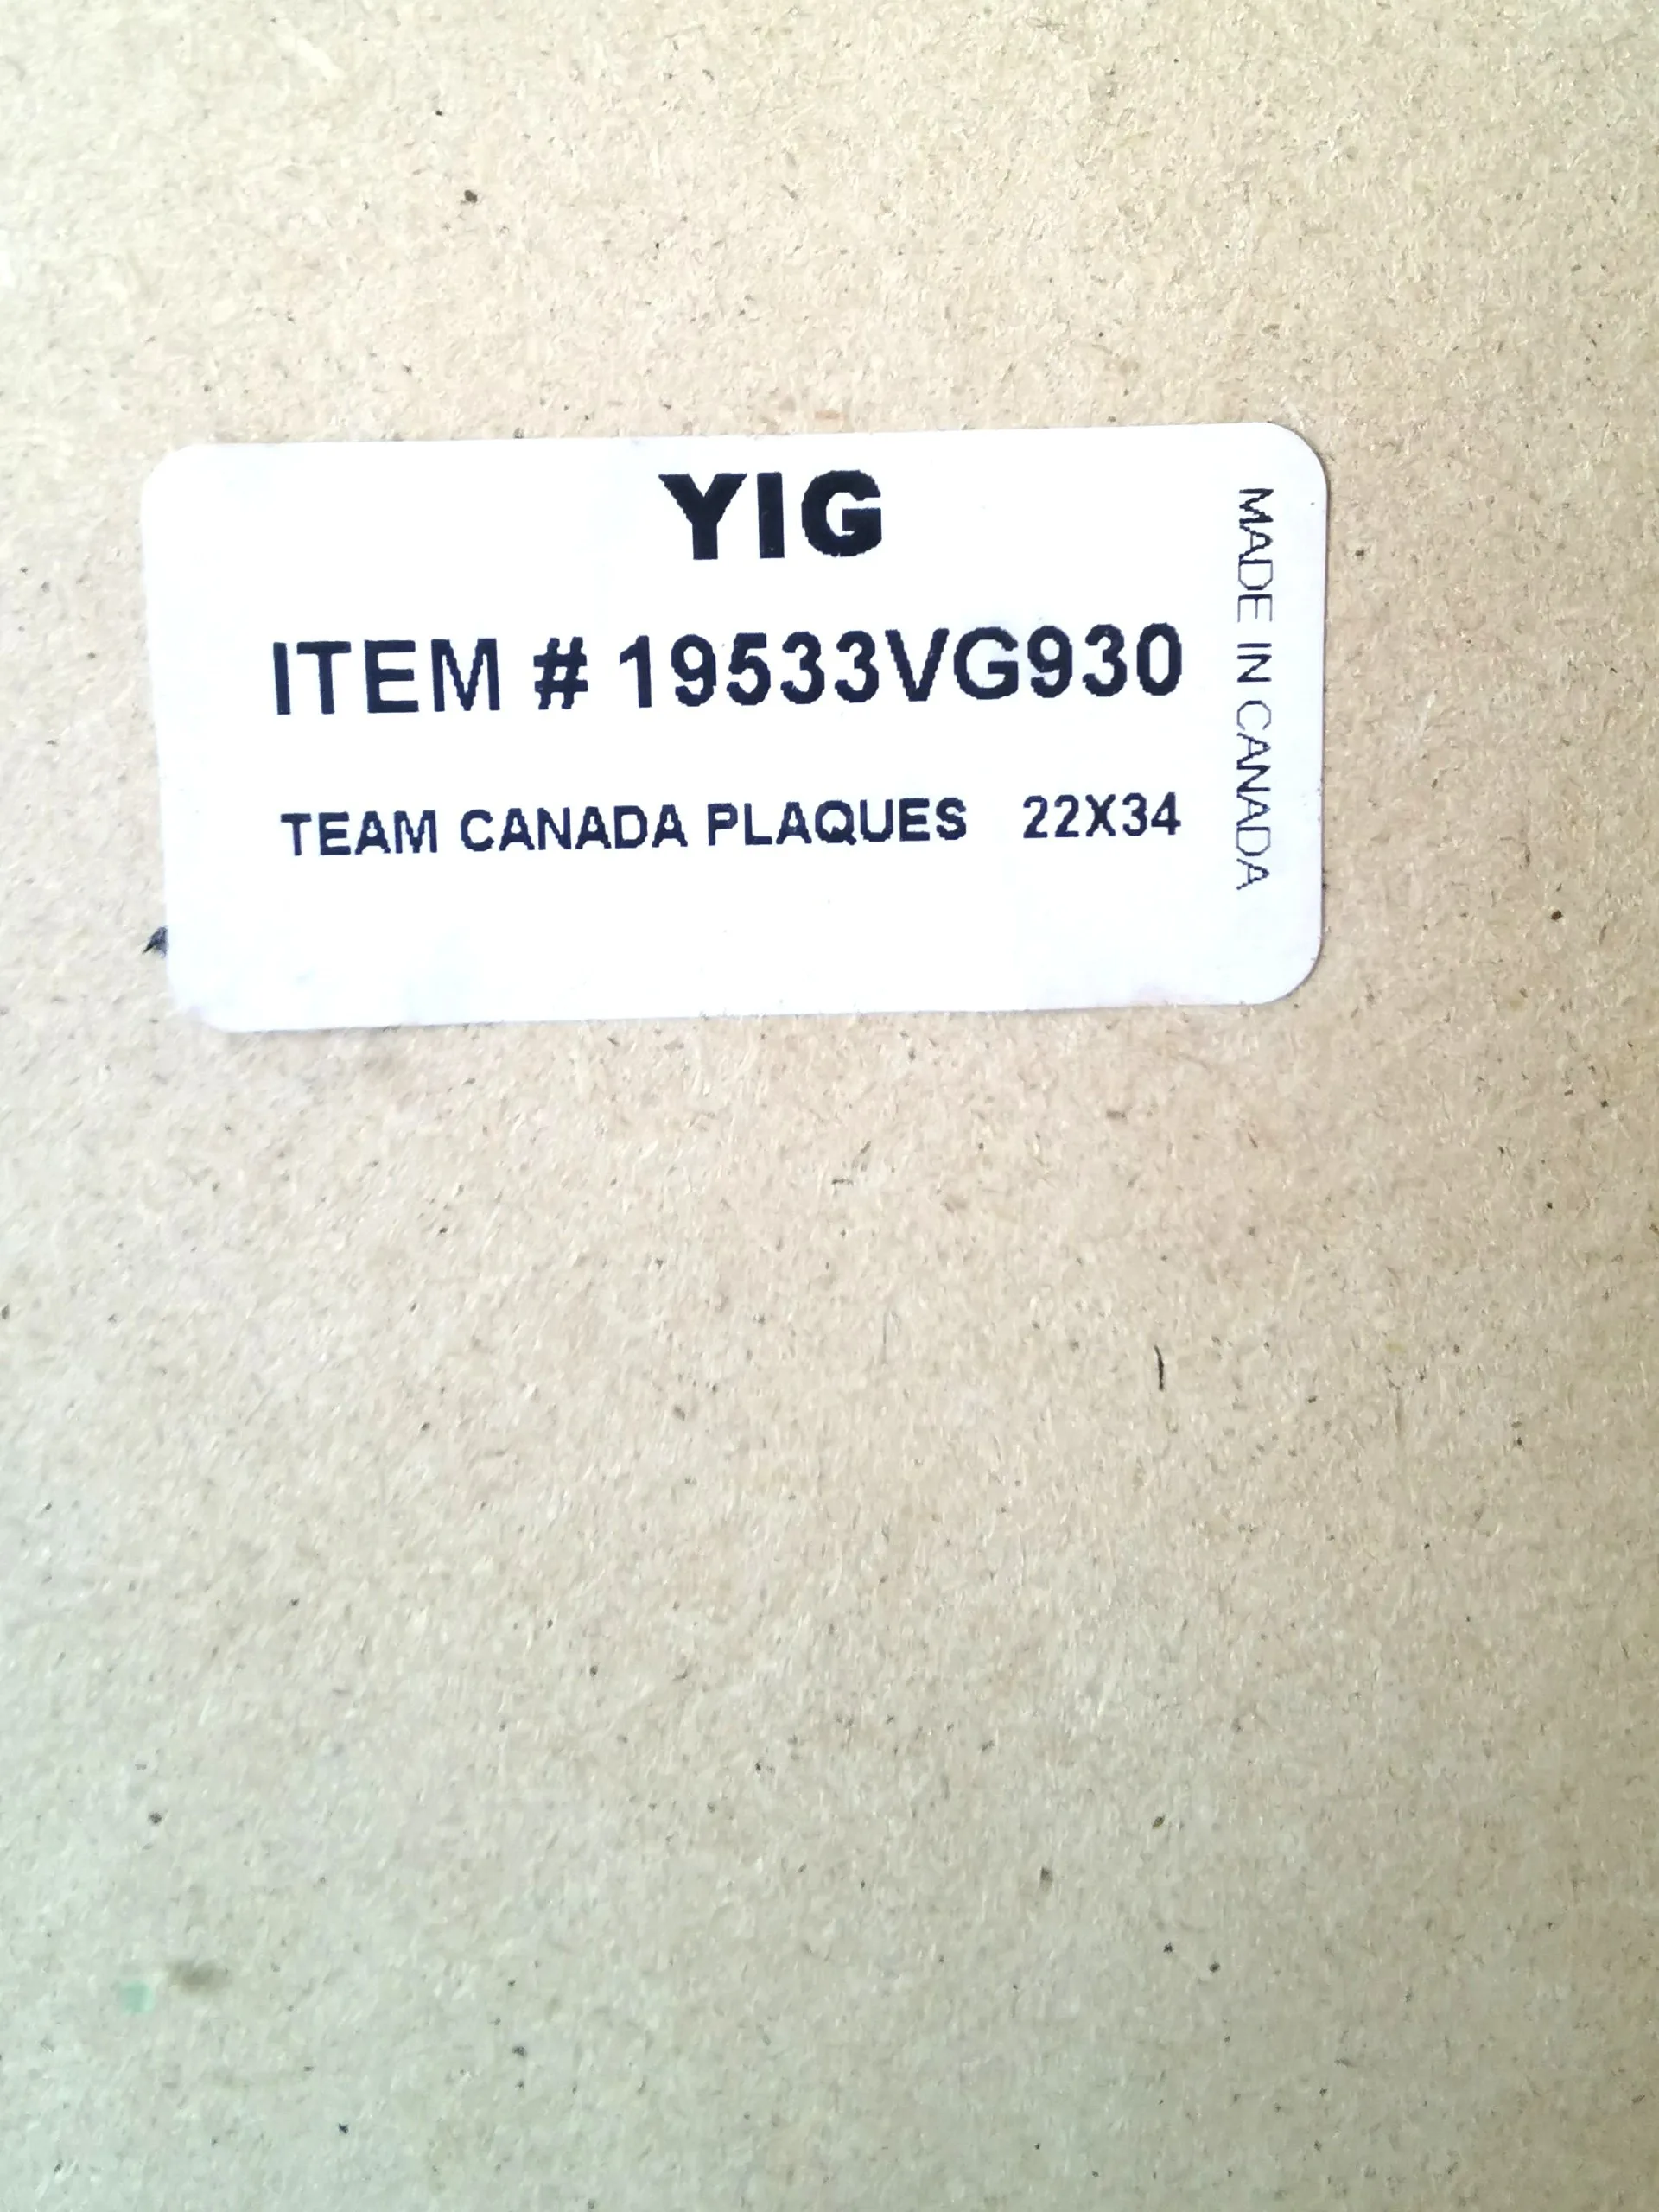 YIG
ITEM # 19533VG930
TEAM CANADA PLAQUES 22X34
MADE IN CANADA